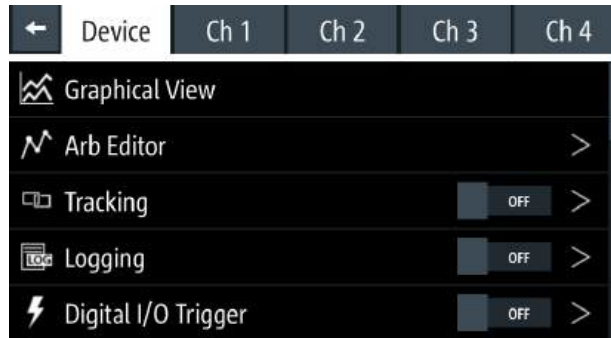 Device Ch 1 Ch 2 Ch 3 Ch 4
Graphical View
Arb Editor >
Tracking OFF >
LOG Logging OFF >
Digital I/O Trigger OFF >